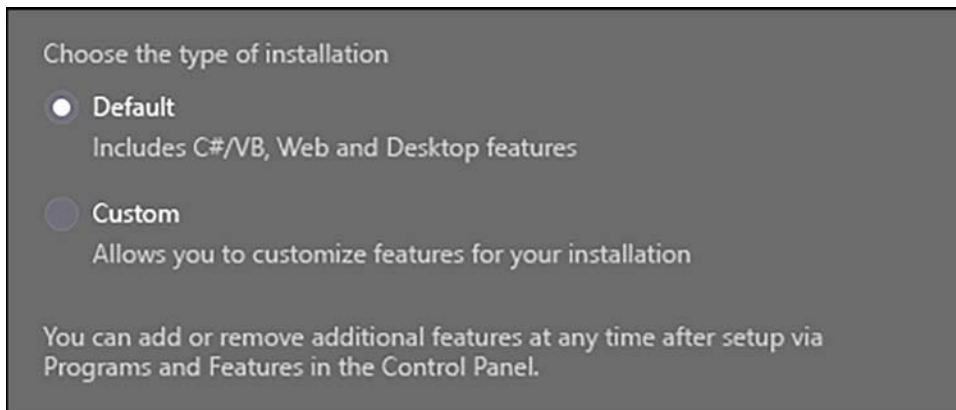 Choose the type of installation
Default
Includes C#/VB, Web and Desktop features
Custom
Allows you to customize features for your installation
You can add or remove additional features at any time after setup via
Programs and Features in the Control Panel.